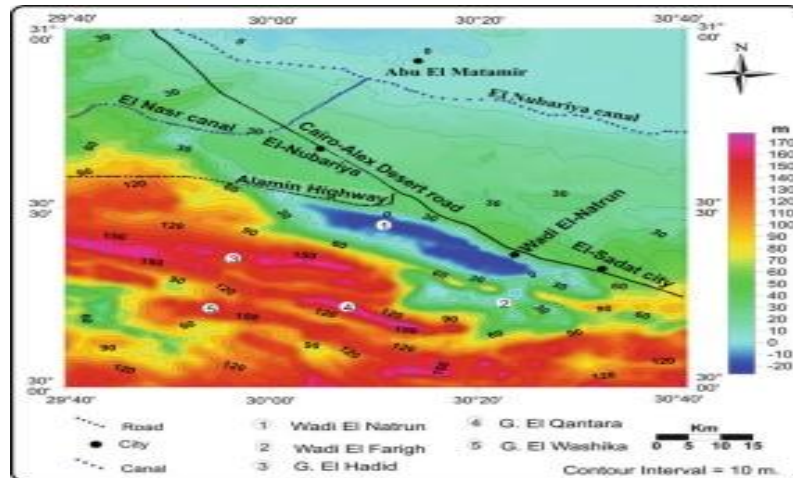 29°40' 30°00' 30°20' 30°40'
31° 00' 31° 00'
Abu El Matamir
El Nubariya canal
El Nasr canal
Cairo-Alex Desert road
El-Nubariya
Alamin Highway
Wadi El-Natrun
El-Sadat city
30° 30' 30° 30'
30° 00' 30° 00'
29°40' 30°00' 30°20' 30°40'
N
m
170
160
150
140
130
120
110
100
90
80
70
60
50
40
30
20
10
0
-10
-20
Road
City
Canal
1 Wadi El Natrun
2 Wadi El Farigh
3 G. El Hadid
4 G. El Qantara
5 G. El Washika
Km
0 5 10 15
Contour Interval = 10 m.